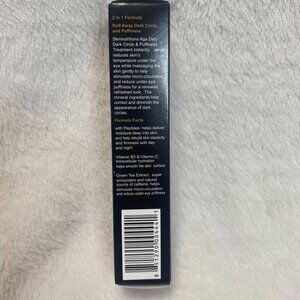 2 in 1 Formula
Roll Away Dark Circle
and Puffiness
Skinnutritions Age Defy
Dark Circle & Puffiness
Treatment instantly
reduces skin's
temperature under the
eye while massaging the
skin gently to help
stimulate micro-circulation
and reduce under-eye
puffiness for a renewed,
refreshed look. The
mineral ingredients help
correct and diminish the
appearance of dark
circles.
Formula Facts
with Peptides: helps deliver
moisture deep into skin
and help rebuild skin elasticity
and firmness with day
and night
Vitamin B3 & Vitamin C:
Intracellular hydration
helps smooth the skin surface
Green Tea Extract: super
antioxidant and natural
source of caffeine, helps
stimulate micro-circulation
and reduce under-eye puffiness